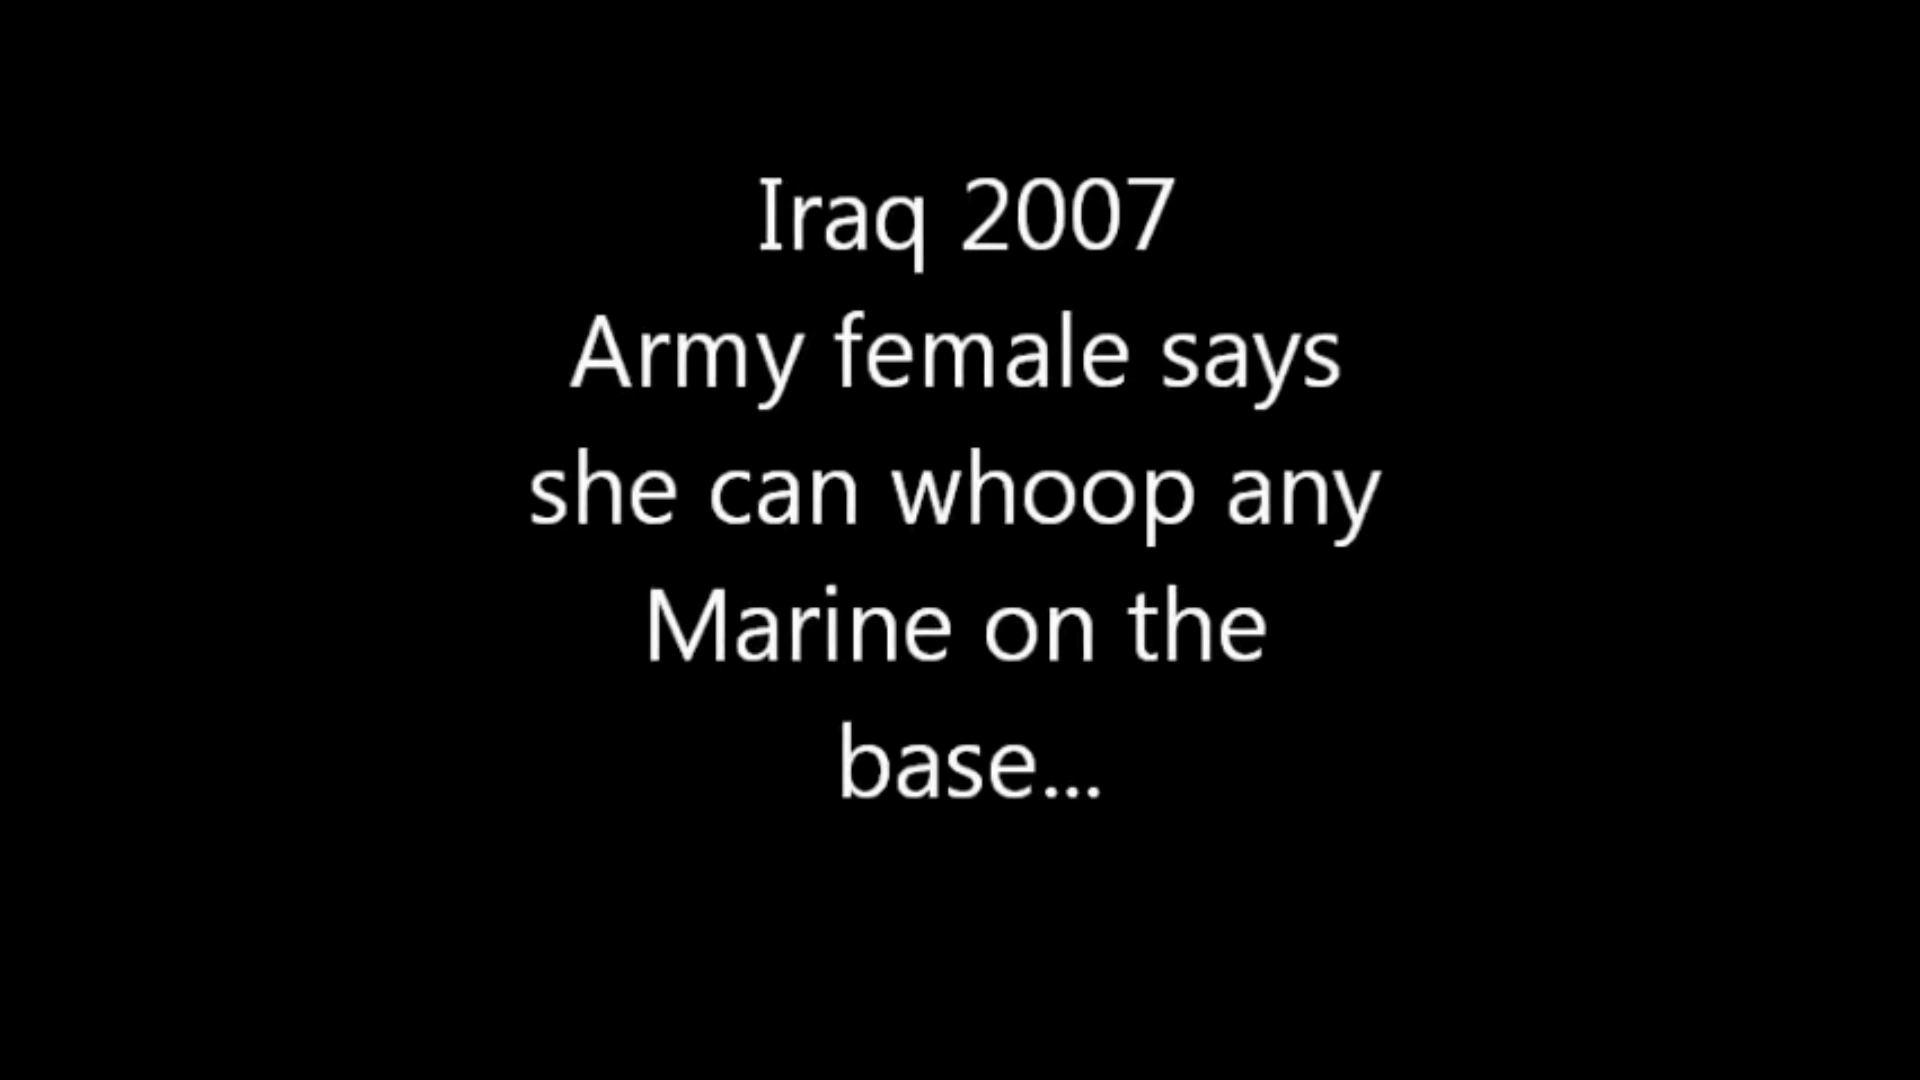 Iraq 2007
Army female says
she can whoop any
Marine on the
base...